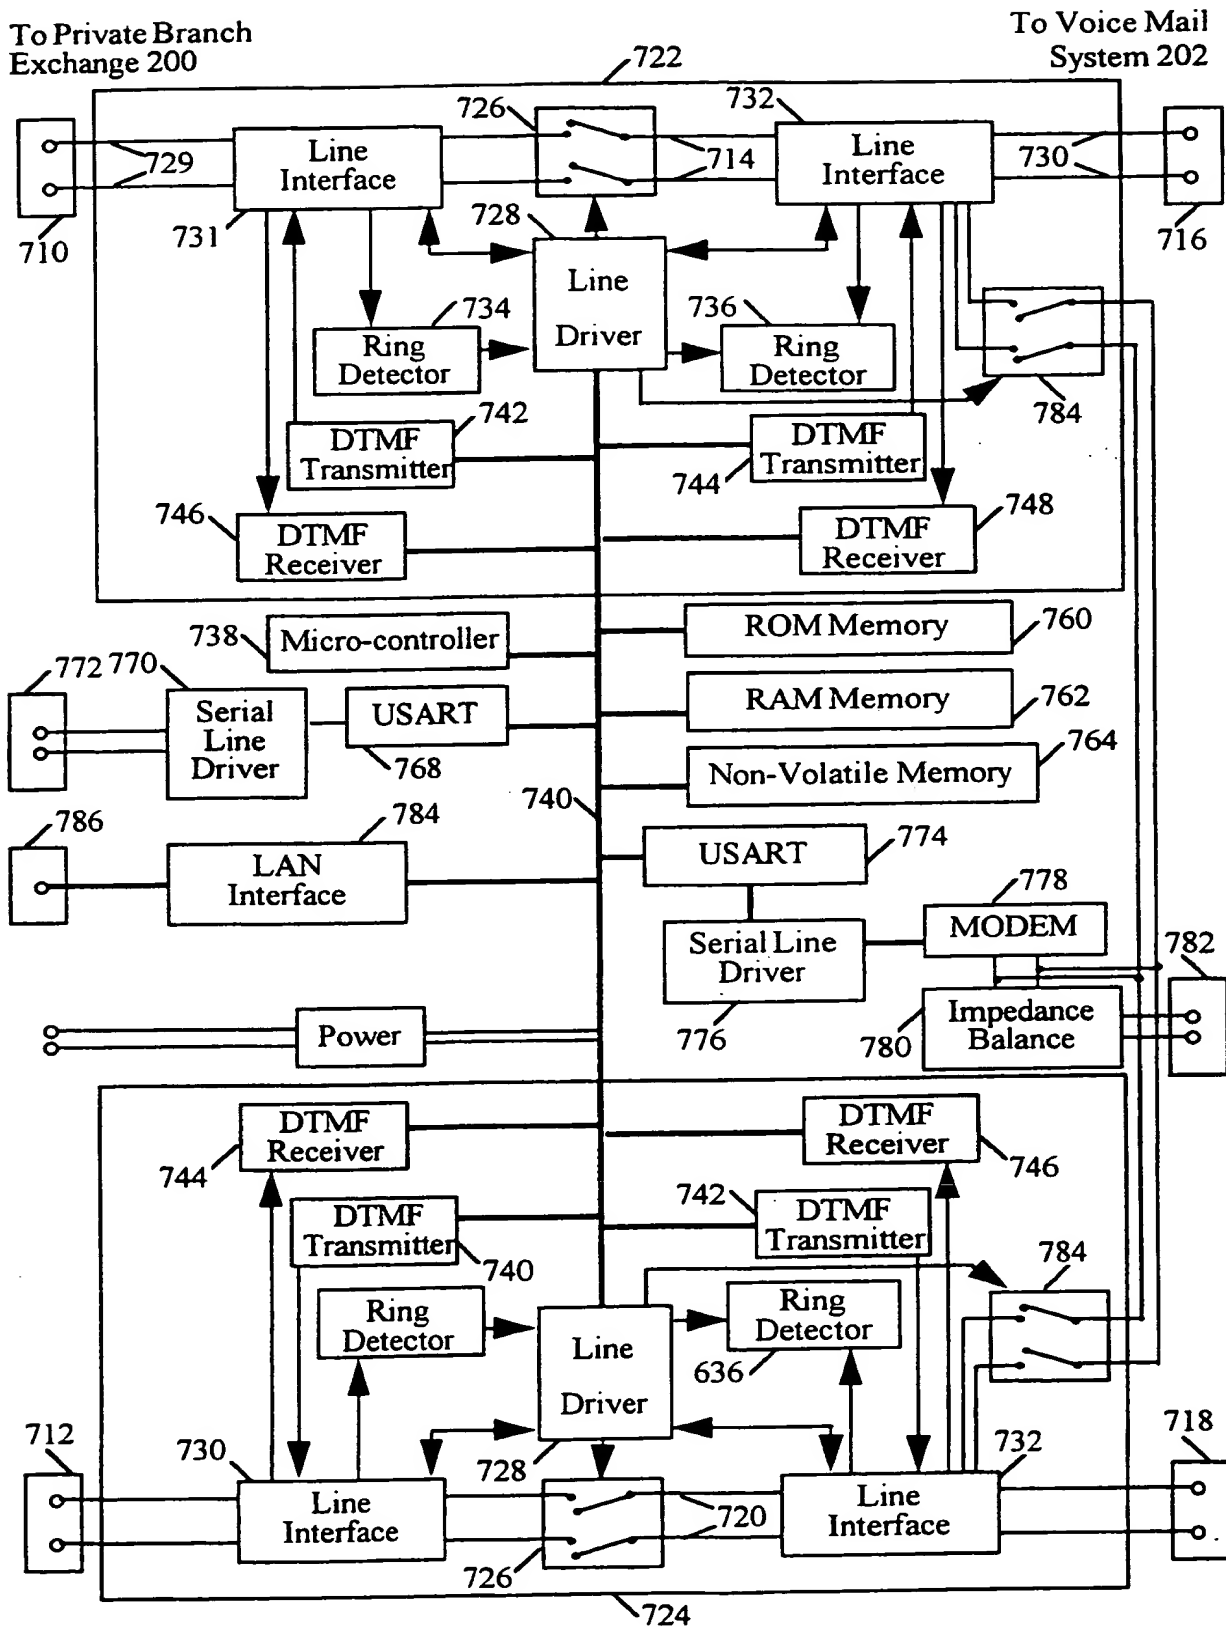 To Private Branch
Exchange 200
To Voice Mail
System 202
722
726
732
729
Line
Interface
714
Line
Interface
730
710
731
728
716
Line
Driver
734
736
Ring
Detector
Ring
Detector
742
784
DTMF
Transmitter
744
DTMF
Transmitter
746
748
DTMF
Receiver
DTMF
Receiver
738
Micro-controller
ROM Memory
760
772
770
Serial
Line
Driver
USART
768
RAM Memory
762
764
Non-Volatile Memory
740
786
784
LAN
Interface
USART
774
778
MODEM
Serial Line
Driver
782
776
Power
780
Impedance
Balance
DTMF
Receiver
744
DTMF
Receiver
746
742
DTMF
Transmitter
740
DTMF
Transmitter
784
Ring
Detector
Line
Driver
Ring
Detector
636
712
730
728
732
718
Line
Interface
720
Line
Interface
726
724